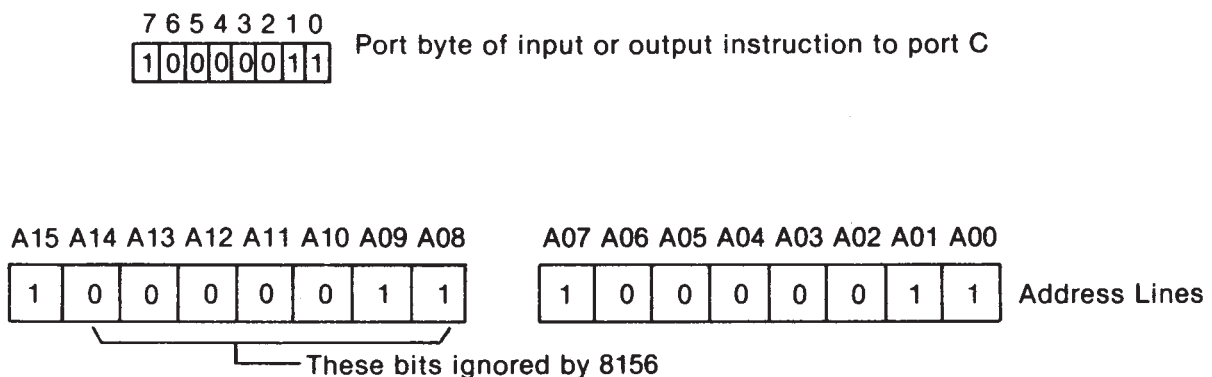 7 6 5 4 3 2 1 0
1 0 0 0 0 0 1 1 Port byte of input or output instruction to port C
A15 A14 A13 A12 A11 A10 A09 A08 A07 A06 A05 A04 A03 A02 A01 A00
1 0 0 0 0 0 1 1 1 0 0 0 0 0 1 1 Address Lines
These bits ignored by 8156